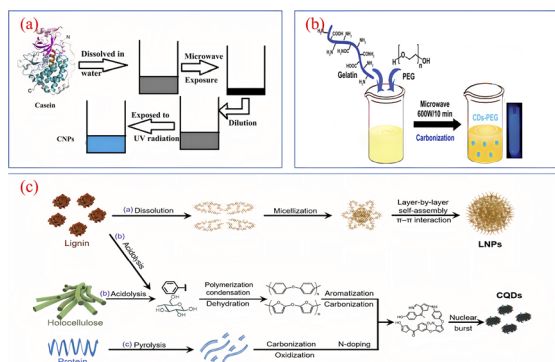 (a)
Dissolved in
water
Microwave
Exposure
Casein
Dilution
Exposed to
UV radiation
CNPs
(b)
Gelatin
PEG
Microwave
600W/10 min
Carbonization
CDs-PEG
(c)
Lignin
(a) Dissolution
Micellization
Layer-by-layer
self-assembly
π-π interaction
LNPs
(b)
Acidolysis
Holocellulose
(b) Acidolysis
Polymerization
condensation
Dehydration
Aromatization
Carbonization
CQDs
Nuclear
burst
Protein
(c) Pyrolysis
Carbonization
Oxidization
N-doping